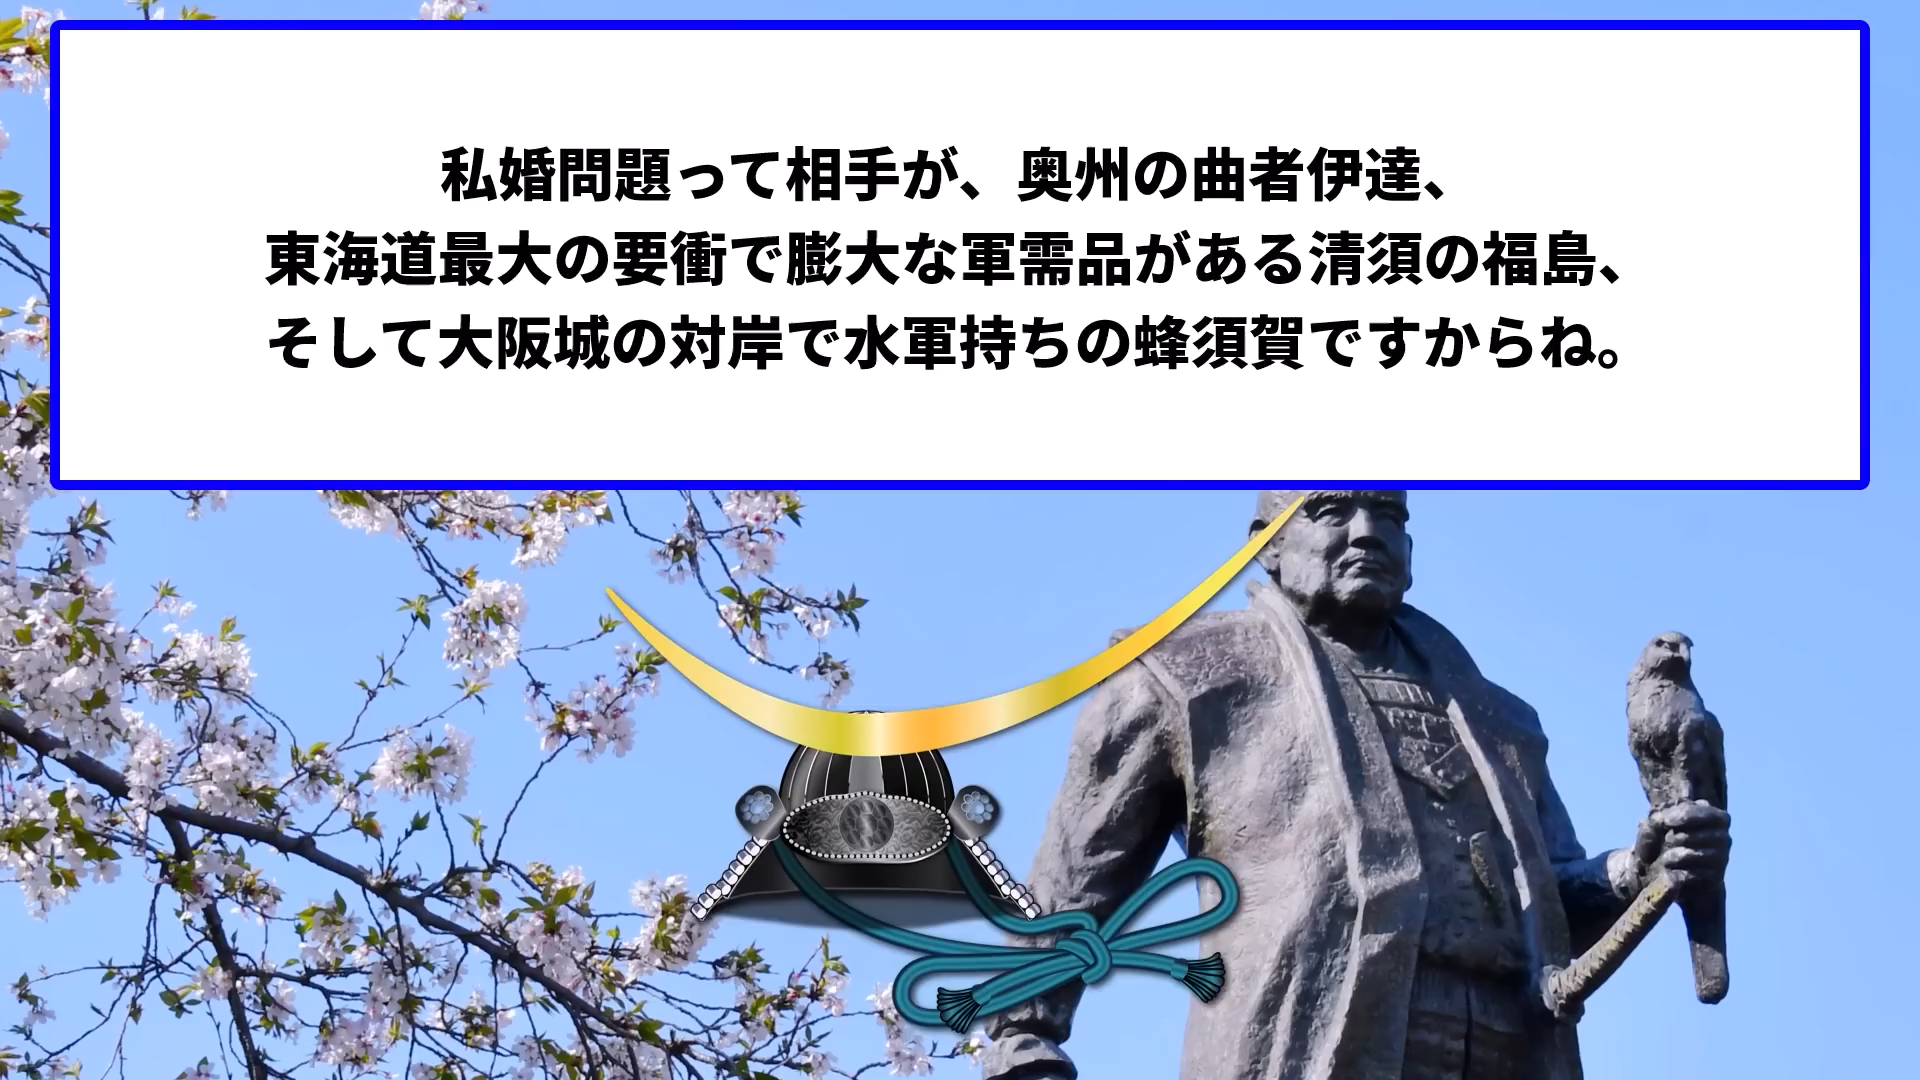 私婚問題って相手が、奥州の曲者伊達、
東海道最大の要衝で膨大な軍需品がある清須の福島、
そして大阪城の対岸で水軍持ちの蜂須賀ですからね。